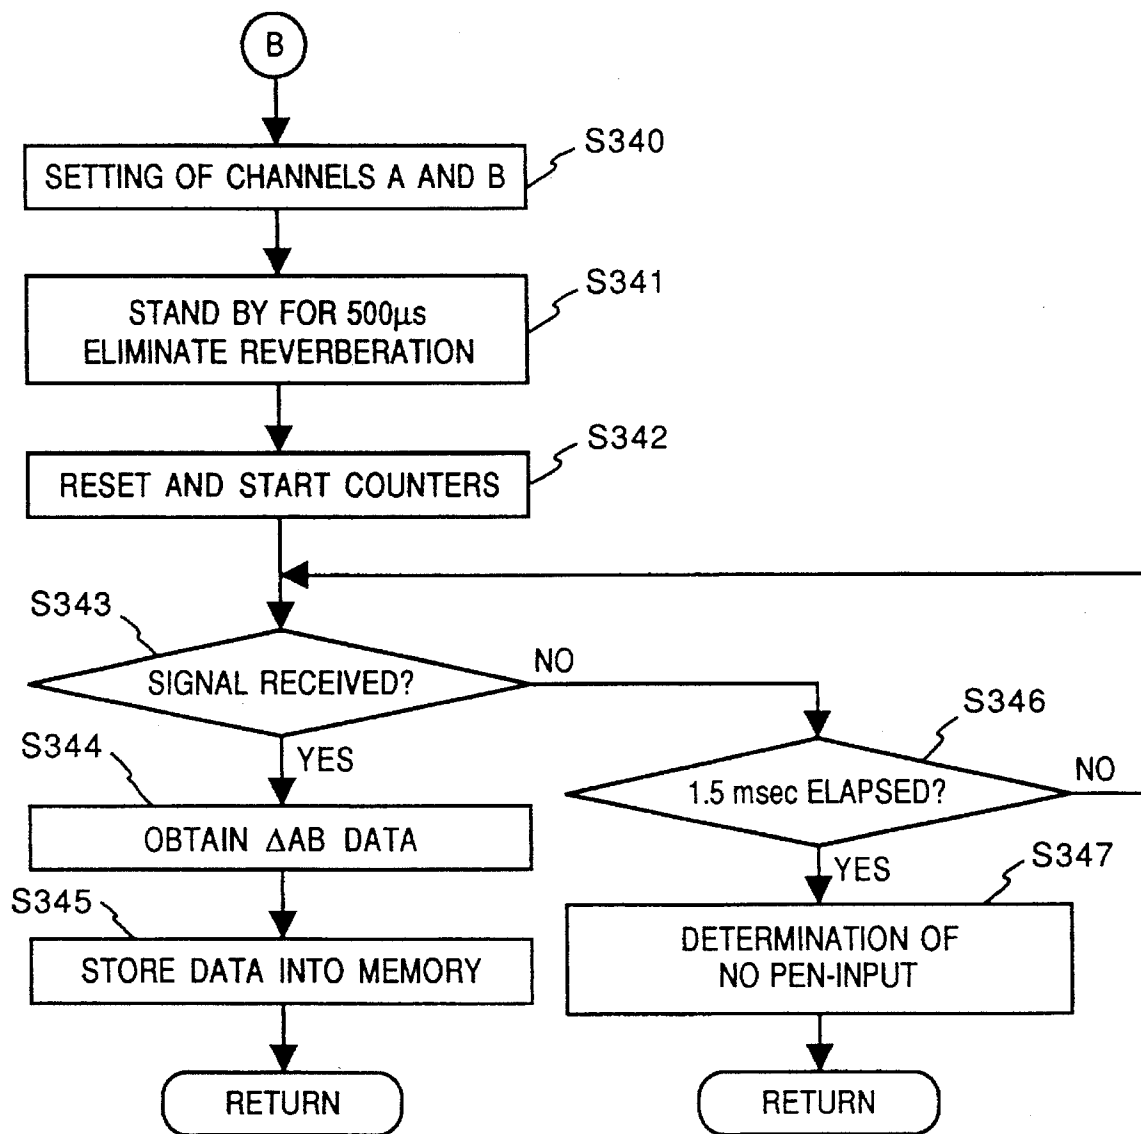 B
S340
SETTING OF CHANNELS A AND B
S341
STAND BY FOR 500μs
ELIMINATE REVERBERATION
S342
RESET AND START COUNTERS
S343
SIGNAL RECEIVED?
NO
YES
S344
OBTAIN ΔAB DATA
S345
STORE DATA INTO MEMORY
RETURN
S346
1.5 msec ELAPSED?
NO
YES
S347
DETERMINATION OF
NO PEN-INPUT
RETURN